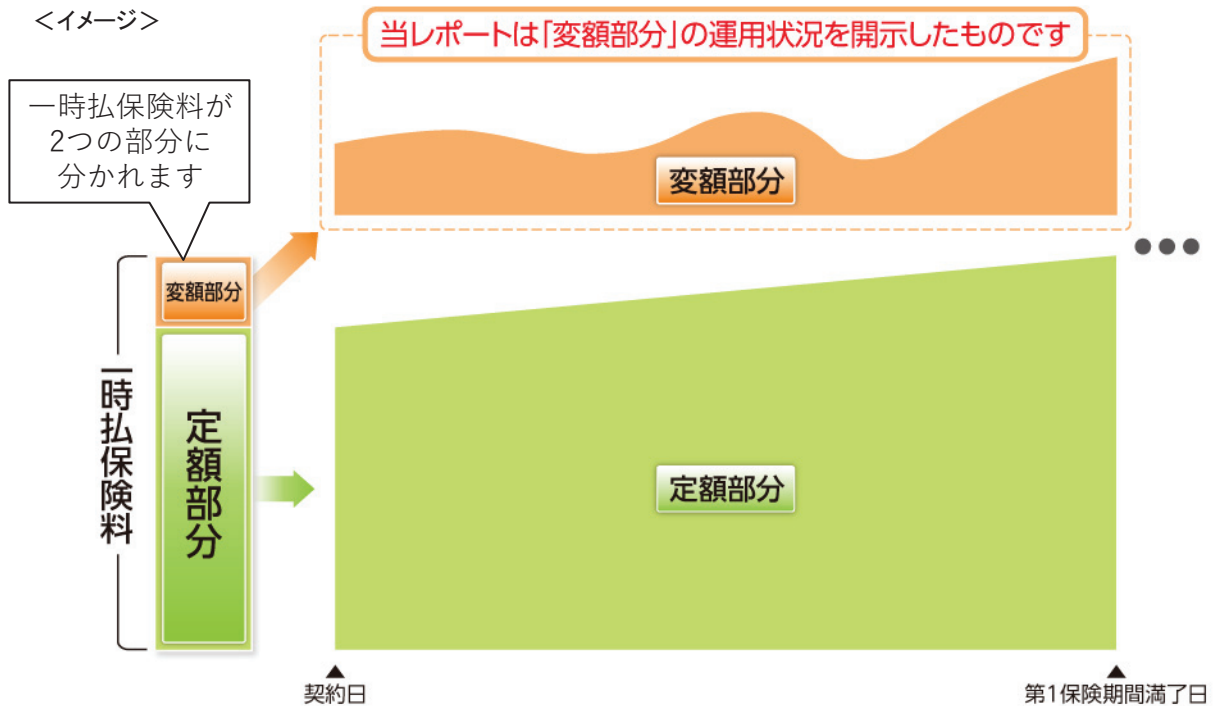 ＜イメージ＞
当レポートは「変額部分」の運用状況を開示したものです
一時払保険料が
2つの部分に
分かれます
変額部分
変額部分
一時払保険料
定額部分
定額部分
契約日
第1保険期間満了日